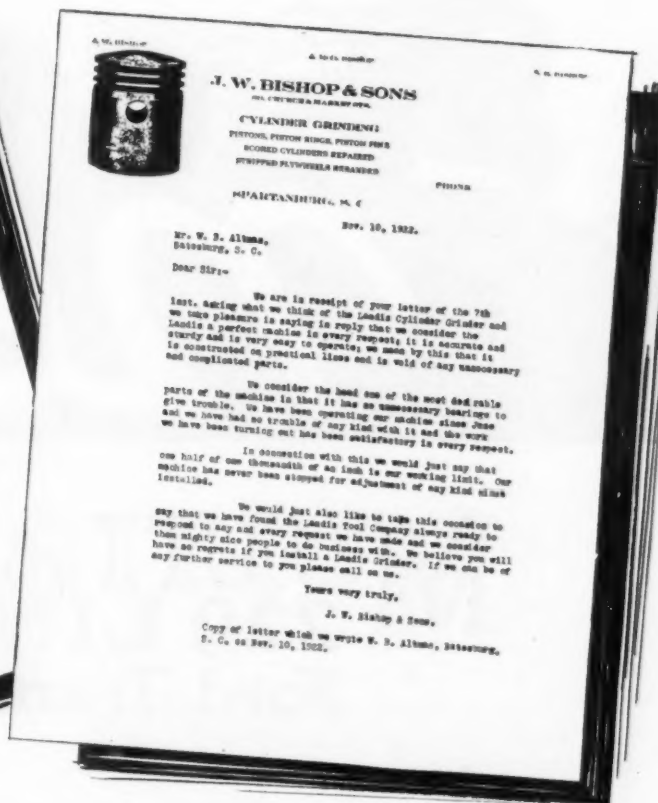 J. W. BISHOP
J. W. BISHOP & SONS
COR. CHURCH & MARKET STS.
CYLINDER GRINDING
PISTONS, PISTON RINGS, PISTON PINS
SCORED CYLINDERS REPAIRED
STRIPPED FLYWHEELS REBANDED
PHONE
SPARTANBURG, S. C.
Nov. 10, 1922.
Mr. W. B. Altman,
Batesburg, S. C.
Dear Sir:-
We are in receipt of your letter of the 7th
inst. asking what we think of the Landis Cylinder Grinder and
we take pleasure in saying in reply that we consider the
Landis a perfect machine in every respect; it is accurate and
sturdy and is very easy to operate; we mean by this that it
is constructed on practical lines and is void of any unnecessary
and complicated parts.
We consider the head one of the most desirable
parts of the machine in that it has no unnecessary bearings to
give trouble. We have been operating our machine since June
and we have had no trouble of any kind with it and the work
we have been turning out has been satisfactory in every respect.
In connection with this we would just say that
one half of one thousandth of an inch is our working limit. Our
machine has never been stopped for adjustment of any kind since
installed.
We would just also like to take this occasion to
say that we have found the Landis Tool Company always ready to
respond to any and every request we have made and we consider
them mighty nice people to do business with. We believe you will
have no regrets if you install a Landis Grinder. If we can be of
any further service to you please call on us.
Yours very truly,
J. W. Bishop & Sons.
Copy of letter which we wrote W. B. Altman, Batesburg,
S. C. on Nov. 10, 1922.